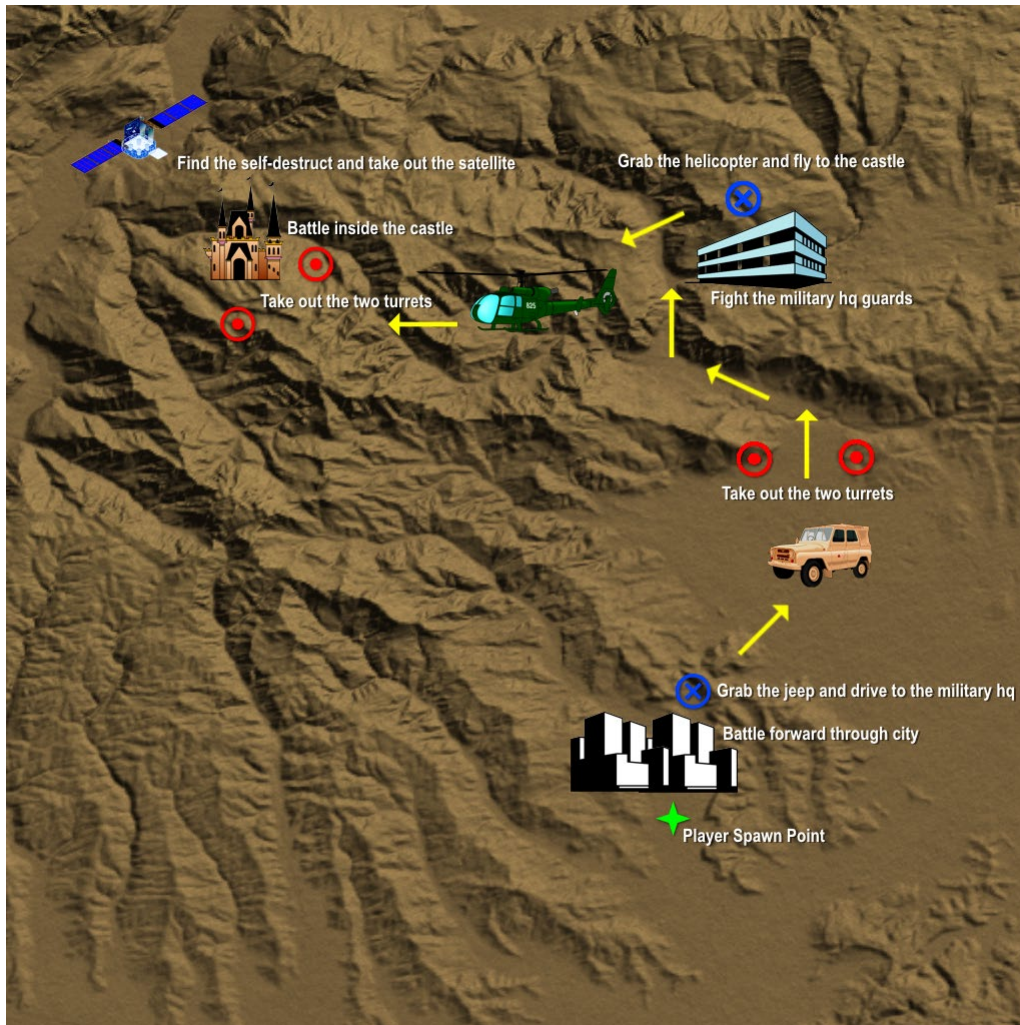 Find the self-destruct and take out the satellite
Grab the helicopter and fly to the castle
Battle inside the castle
Take out the two turrets
Fight the military hq guards
Take out the two turrets
Grab the jeep and drive to the military hq
Battle forward through city
Player Spawn Point